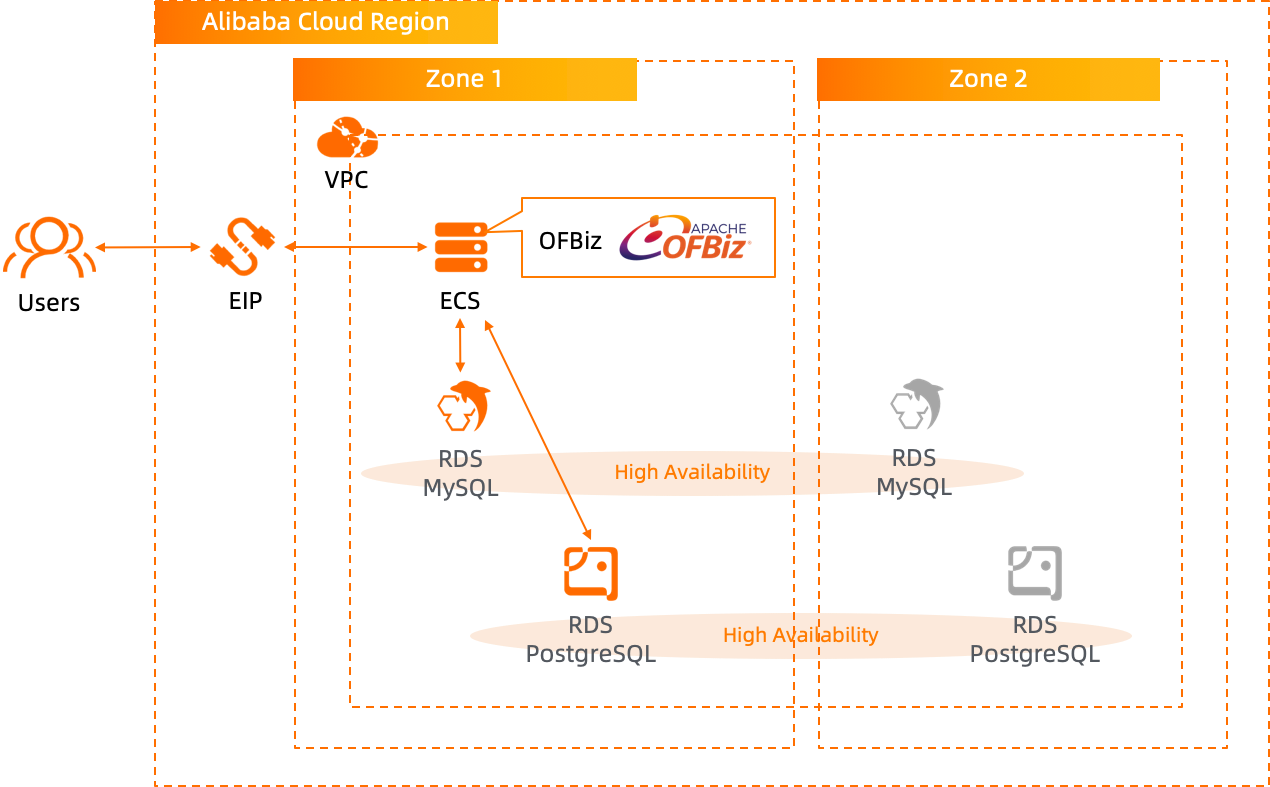 Alibaba Cloud Region
Zone 1
Zone 2
VPC
OFBiz
APACHE
OFBiz
Users
EIP
ECS
RDS
MySQL
High Availability
RDS
MySQL
RDS
PostgreSQL
High Availability
RDS
PostgreSQL